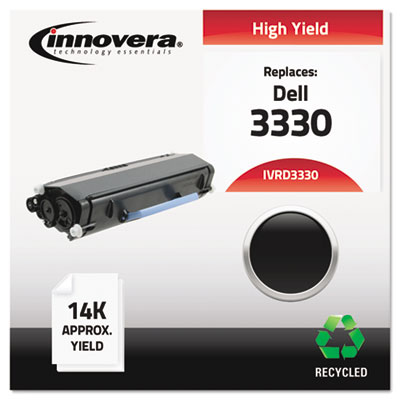 innovera
technology essentials
High Yield
Replaces:
Dell
3330
IVRD3330
14K
APPROX.
YIELD
RECYCLED